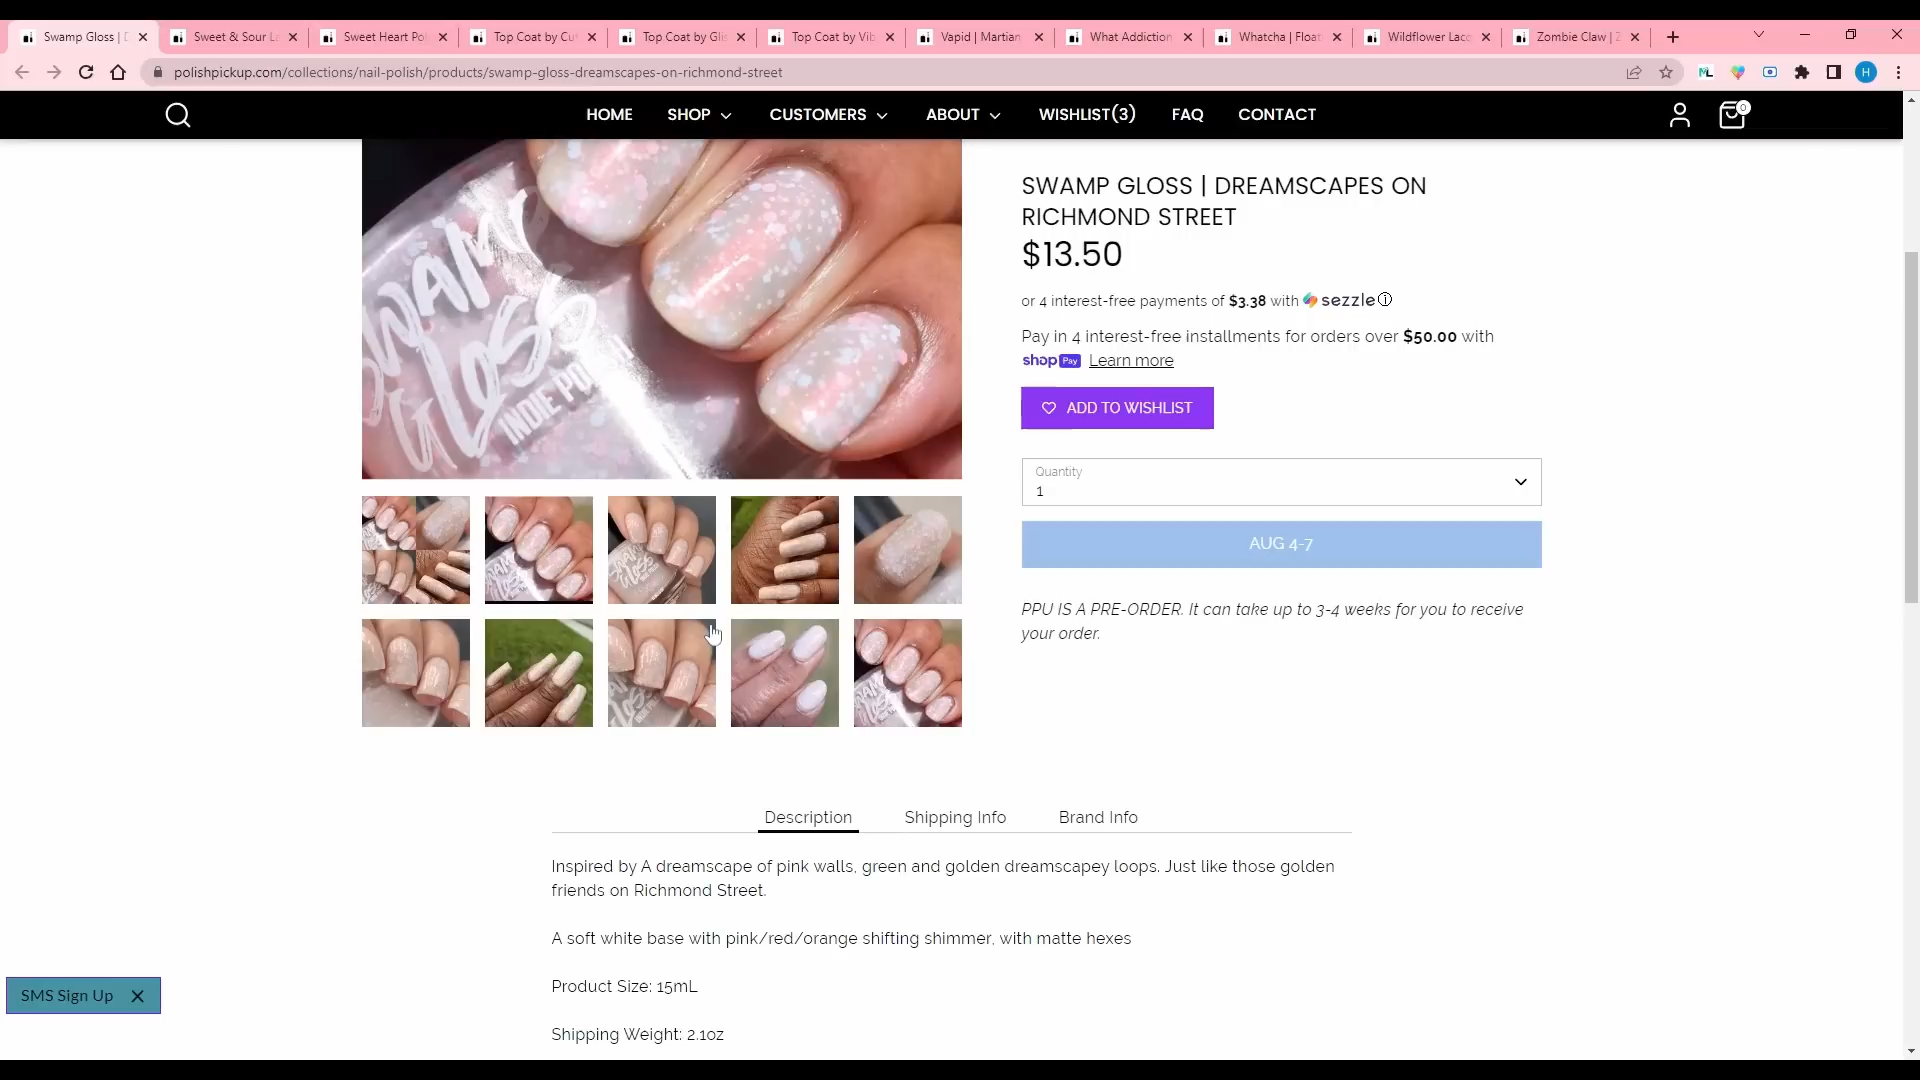 Swamp Gloss |
Sweet & Sour
Sweet Heart Po
Top Coat by Cu
Top Coat by Gli
Top Coat by Vib
Vapid | Martian
What Addiction
Whatcha | Float
Wildflower Lacq
Zombie Claw |
polishpickup.com/collections/nail-polish/products/swamp-gloss-dreamscapes-on-richmond-street
H
HOME SHOP CUSTOMERS ABOUT WISHLIST(3) FAQ CONTACT
0
SWAMP GLOSS INDIE POLISH
SWAMP GLOSS | DREAMSCAPES ON
RICHMOND STREET
$13.50
or 4 interest-free payments of $3.38 with sezzle
Pay in 4 interest-free installments for orders over $50.00 with
shop Pay Learn more
ADD TO WISHLIST
Quantity
1
AUG 4-7
PPU IS A PRE-ORDER. It can take up to 3-4 weeks for you to receive
your order.
Description Shipping Info Brand Info
Inspired by A dreamscape of pink walls, green and golden dreamscapey loops. Just like those golden
friends on Richmond Street.
A soft white base with pink/red/orange shifting shimmer, with matte hexes
Product Size: 15mL
Shipping Weight: 2.1oz
SMS Sign Up